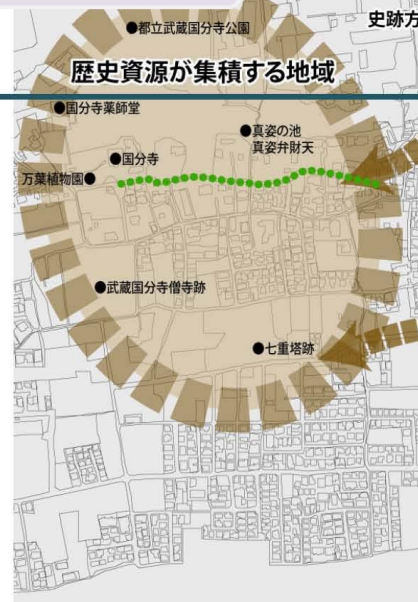 史跡方
●都立武蔵国分寺公園
歴史資源が集積する地域
●国分寺薬師堂
●真姿の池
真姿弁財天
●国分寺
万葉植物園●
●武蔵国分寺僧寺跡
●七重塔跡